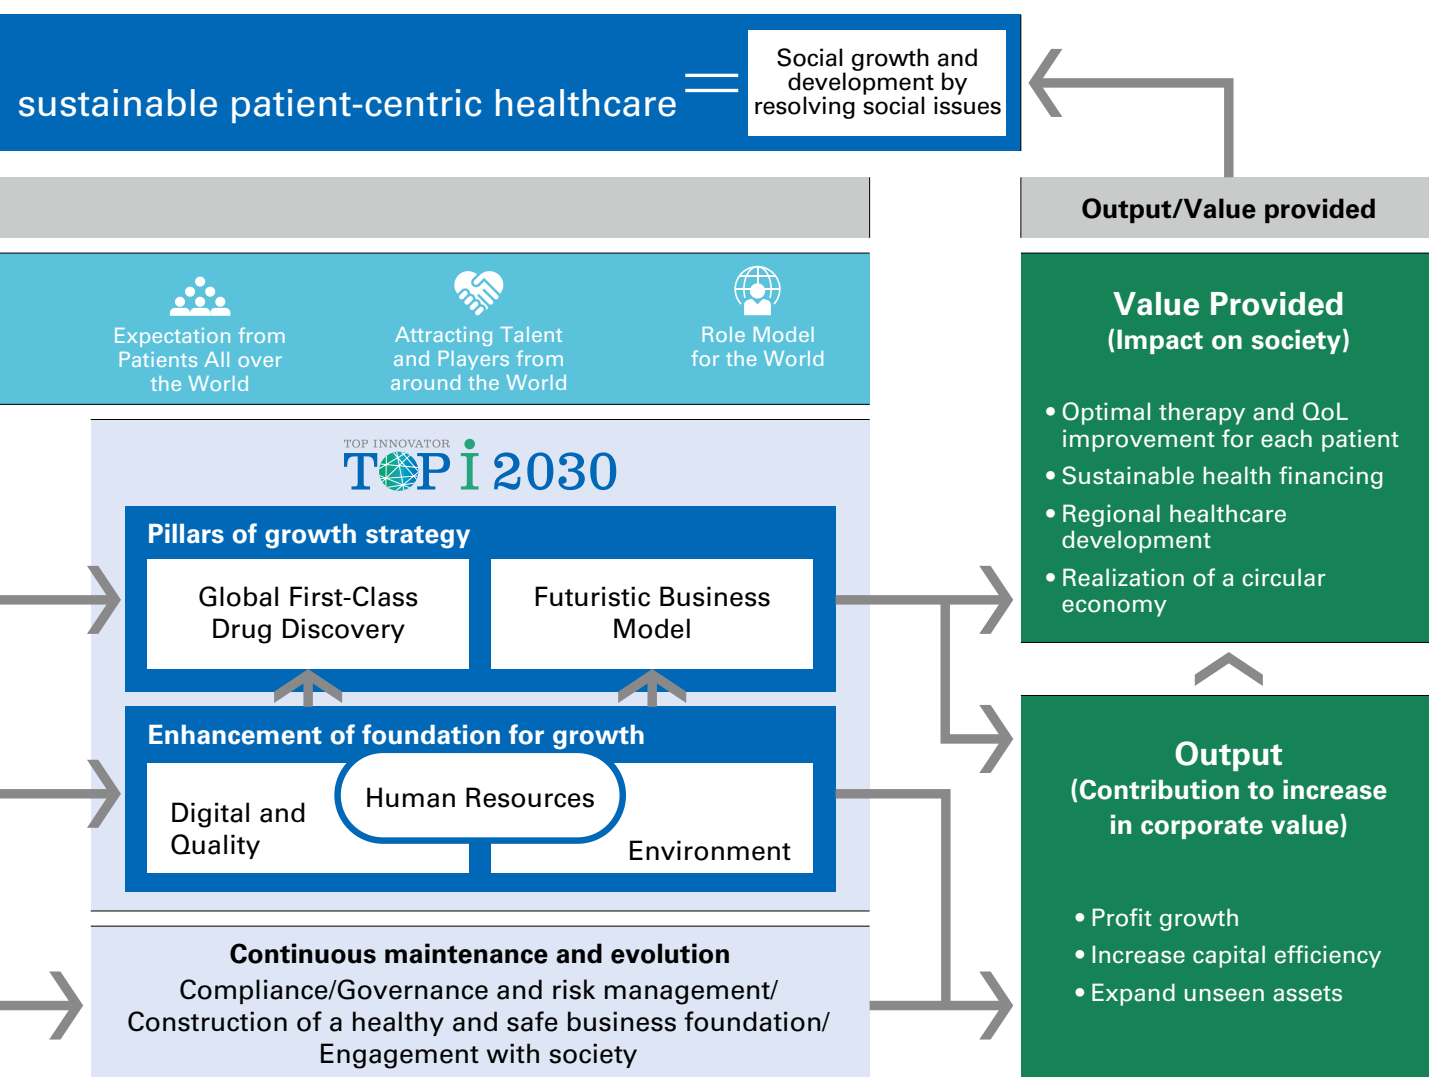 sustainable patient-centric healthcare
Social growth and
development by
resolving social issues
Output/Value provided
Expectation from
Patients All over
the World
Attracting Talent
and Players from
around the World
Role Model
for the World
TOP INNOVATOR
TOP i 2030
Pillars of growth strategy
Global First-Class
Drug Discovery
Futuristic Business
Model
Enhancement of foundation for growth
Digital and
Quality
Human Resources
Environment
Continuous maintenance and evolution
Compliance/Governance and risk management/
Construction of a healthy and safe business foundation/
Engagement with society
Value Provided
(Impact on society)
• Optimal therapy and QoL
improvement for each patient
• Sustainable health financing
• Regional healthcare
development
• Realization of a circular
economy
Output
(Contribution to increase
in corporate value)
• Profit growth
• Increase capital efficiency
• Expand unseen assets